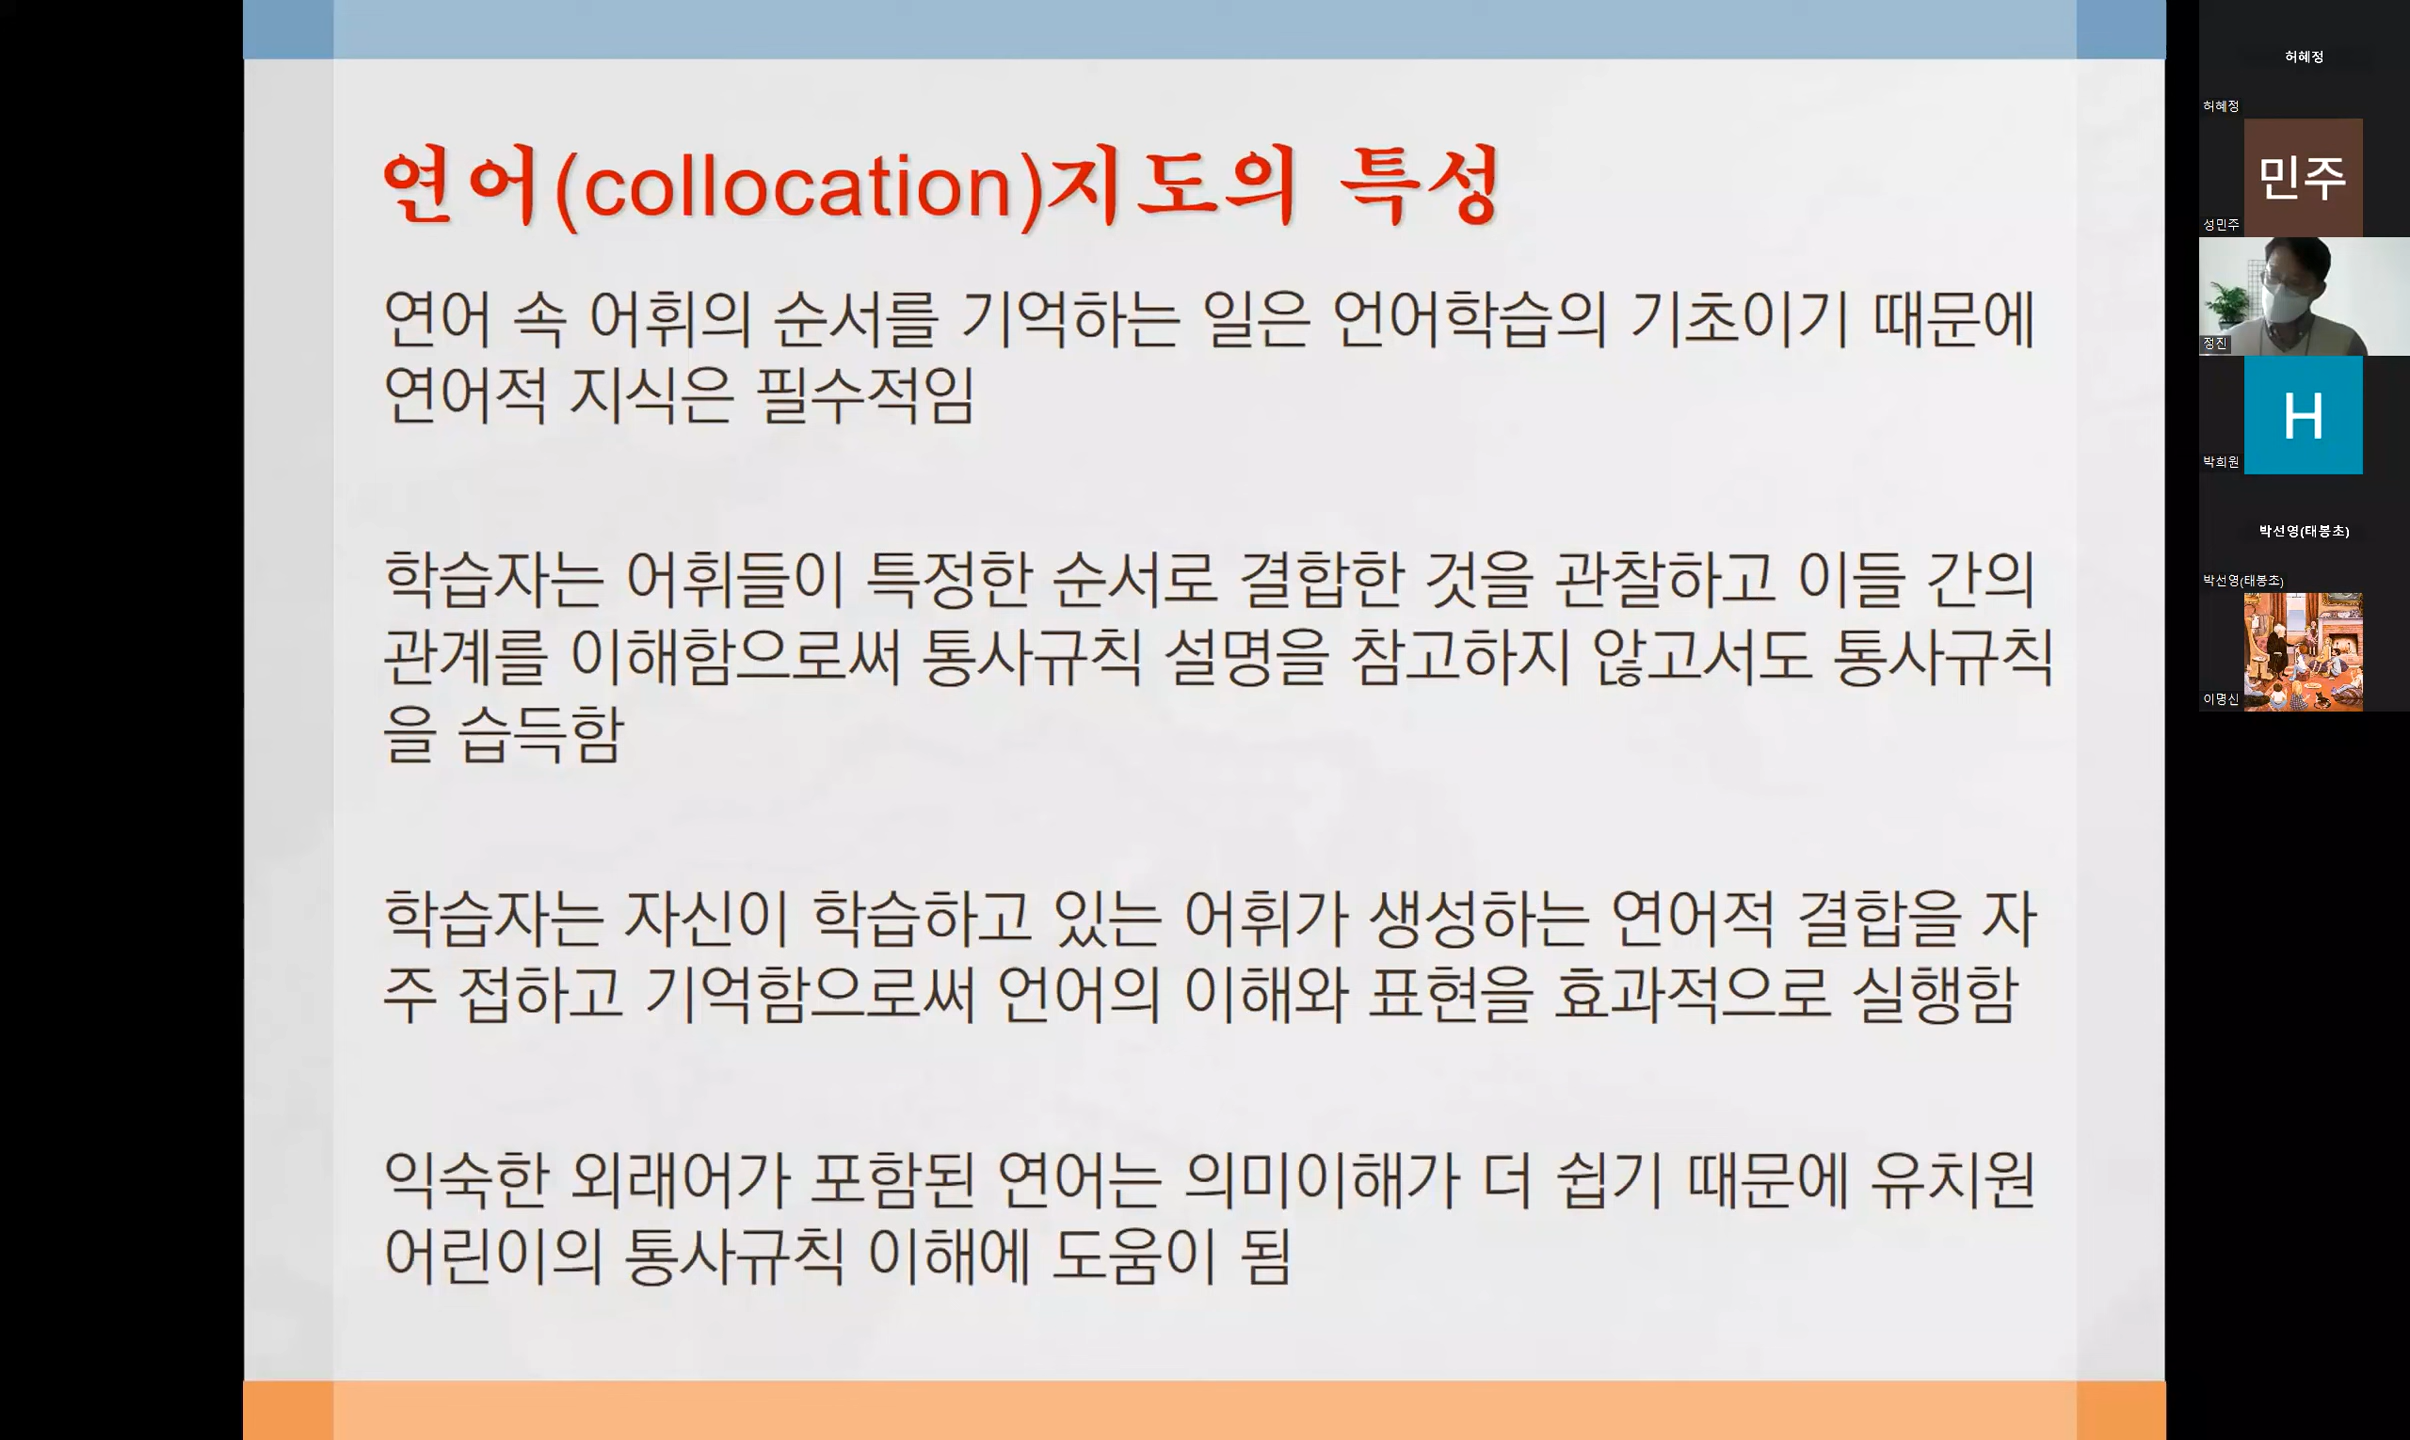 연어(collocation)지도의 특성
연어 속 어휘의 순서를 기억하는 일은 언어학습의 기초이기 때문에
연어적 지식은 필수적임
학습자는 어휘들이 특정한 순서로 결합한 것을 관찰하고 이들 간의
관계를 이해함으로써 통사규칙 설명을 참고하지 않고서도 통사규칙
을 습득함
학습자는 자신이 학습하고 있는 어휘가 생성하는 연어적 결합을 자
주 접하고 기억함으로써 언어의 이해와 표현을 효과적으로 실행함
익숙한 외래어가 포함된 연어는 의미이해가 더 쉽기 때문에 유치원
어린이의 통사규칙 이해에 도움이 됨
허혜정
허혜정
민주
성민주
정진
H
박희원
박선영(태봉초)
박선영(태봉초)
이명신